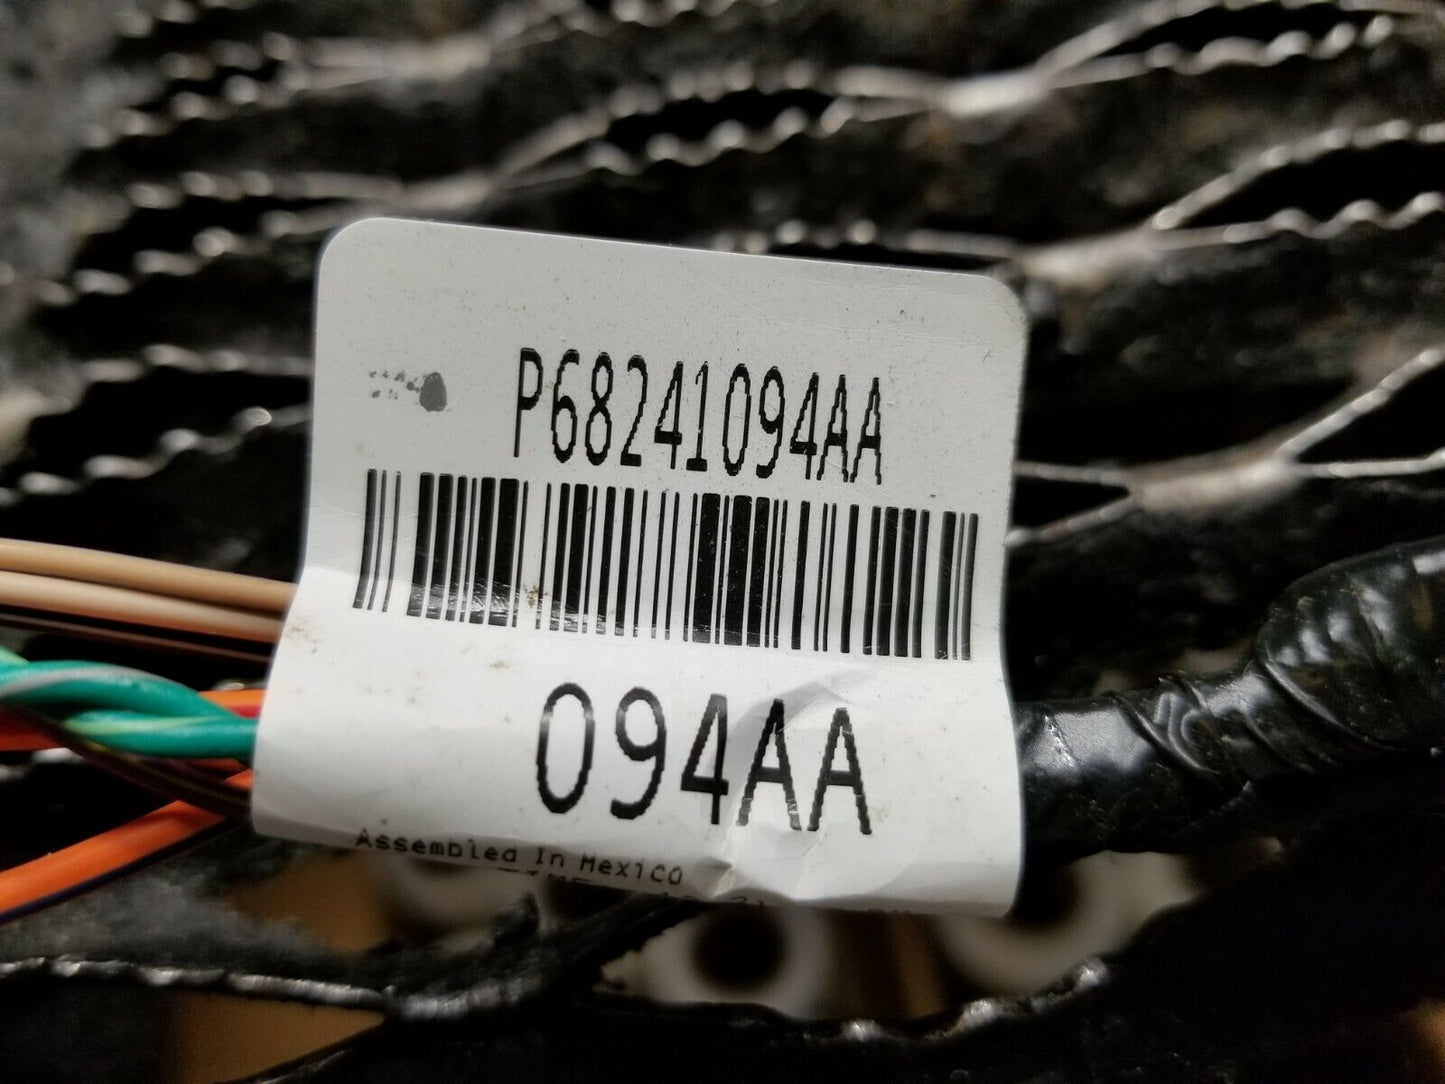 P68241094AA
094AA
Assembled In Mexico